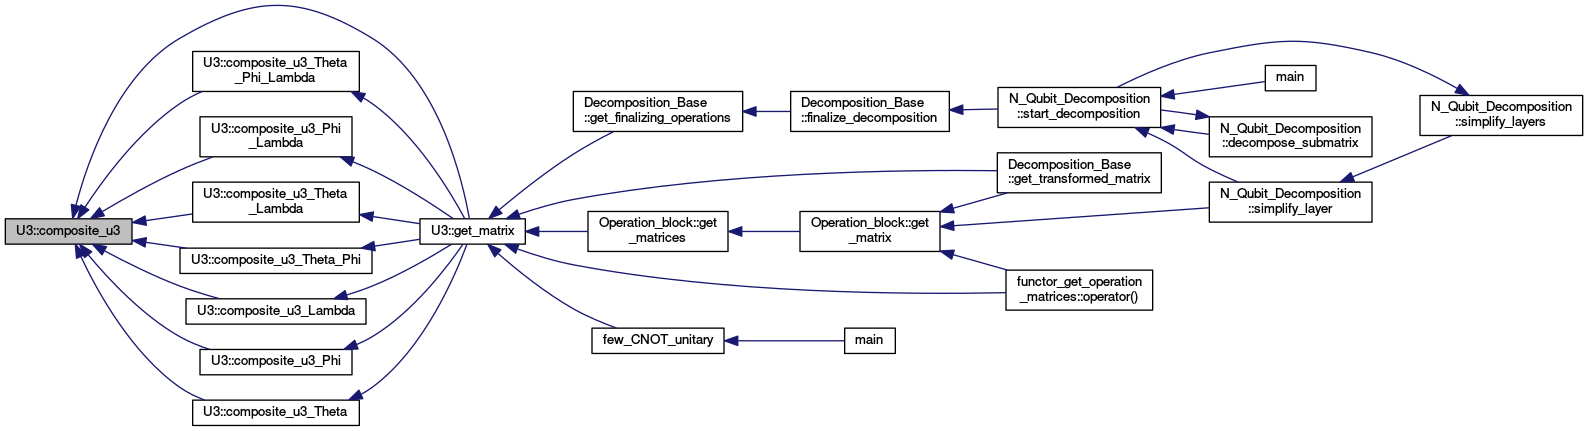 U3::composite_u3
U3::composite_u3_Theta
_Phi_Lambda
U3::composite_u3_Phi
_Lambda
U3::composite_u3_Theta
_Lambda
U3::composite_u3_Theta_Phi
U3::composite_u3_Lambda
U3::composite_u3_Phi
U3::composite_u3_Theta
U3::get_matrix
Decomposition_Base
::get_finalizing_operations
Operation_block::get
_matrices
few_CNOT_unitary
Decomposition_Base
::finalize_decomposition
Operation_block::get
_matrix
main
N_Qubit_Decomposition
::start_decomposition
Decomposition_Base
::get_transformed_matrix
functor_get_operation
_matrices::operator()
main
N_Qubit_Decomposition
::decompose_submatrix
N_Qubit_Decomposition
::simplify_layer
N_Qubit_Decomposition
::simplify_layers